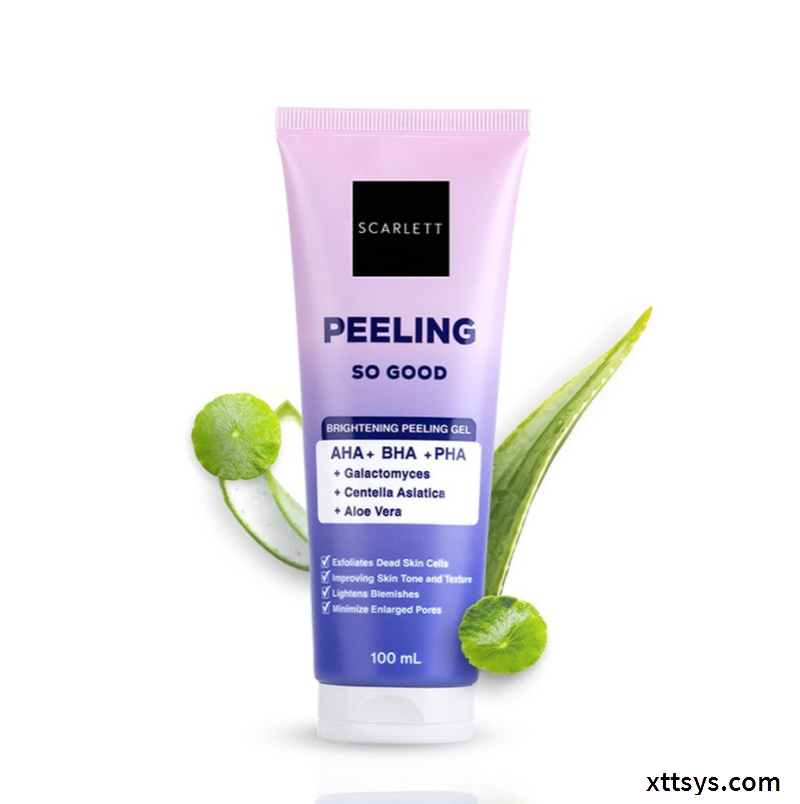 SCARLETT
PEELING
SO GOOD
BRIGHTENING PEELING GEL
AHA + BHA + PHA
+ Galactomyces
+ Centella Asiatica
+ Aloe Vera
☑ Exfoliates Dead Skin Cells
☑ Improving Skin Tone and Texture
☑ Lightens Blemishes
☑ Minimize Enlarged Pores
100 mL
xttsys.com